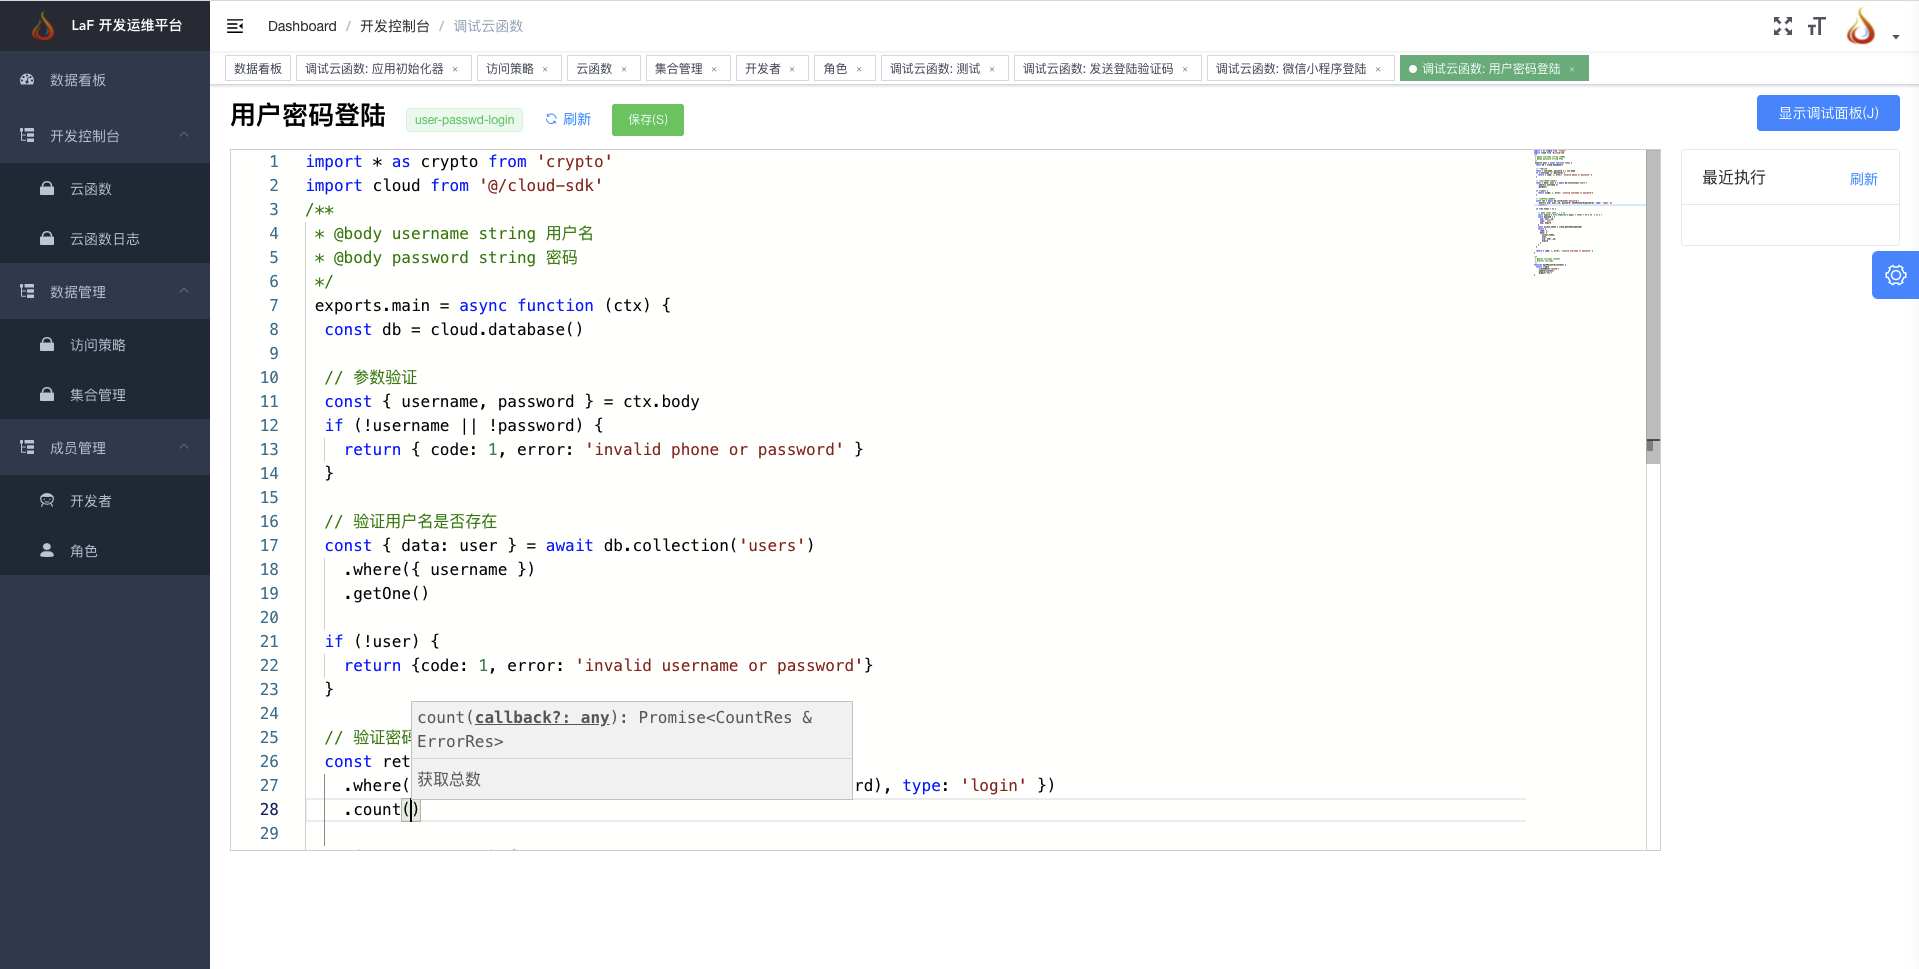 LaF 开发运维平台
Dashboard / 开发控制台 / 调试云函数
数据看板
开发控制台
云函数
云函数日志
数据管理
访问策略
集合管理
成员管理
开发者
角色
数据看板 调试云函数: 应用初始化器 × 访问策略 × 云函数 × 集合管理 × 开发者 × 角色 × 调试云函数: 测试 × 调试云函数: 发送登陆验证码 × 调试云函数: 微信小程序登陆 × 调试云函数: 用户密码登陆 ×
用户密码登陆 user-passwd-login 刷新 保存(S) 显示调试面板(J)
最近执行 刷新
1 import * as crypto from 'crypto'
2 import cloud from '@/cloud-sdk'
3 /**
4 * @body username string 用户名
5 * @body password string 密码
6 */
7 exports.main = async function (ctx) {
8 const db = cloud.database()
9
10 // 参数验证
11 const { username, password } = ctx.body
12 if (!username || !password) {
13 return { code: 1, error: 'invalid phone or password' }
14 }
15
16 // 验证用户名是否存在
17 const { data: user } = await db.collection('users')
18 .where({ username })
19 .getOne()
20
21 if (!user) {
22 return {code: 1, error: 'invalid username or password'}
23 }
24
25 // 验证密码
26 const ret
27 .where( rd), type: 'login' })
28 .count()
29
count(callback?: any): Promise<CountRes &
ErrorRes>
获取总数